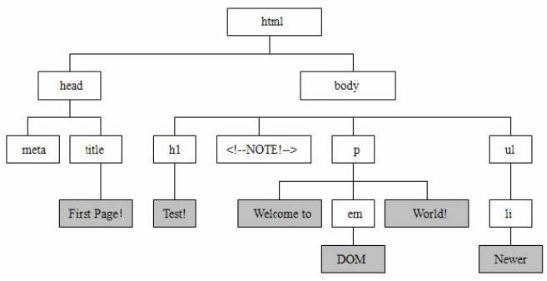 html
head
body
meta
title
h1
<!--NOTE!-->
p
ul
First Page!
Test!
Welcome to
em
World!
li
DOM
Newer